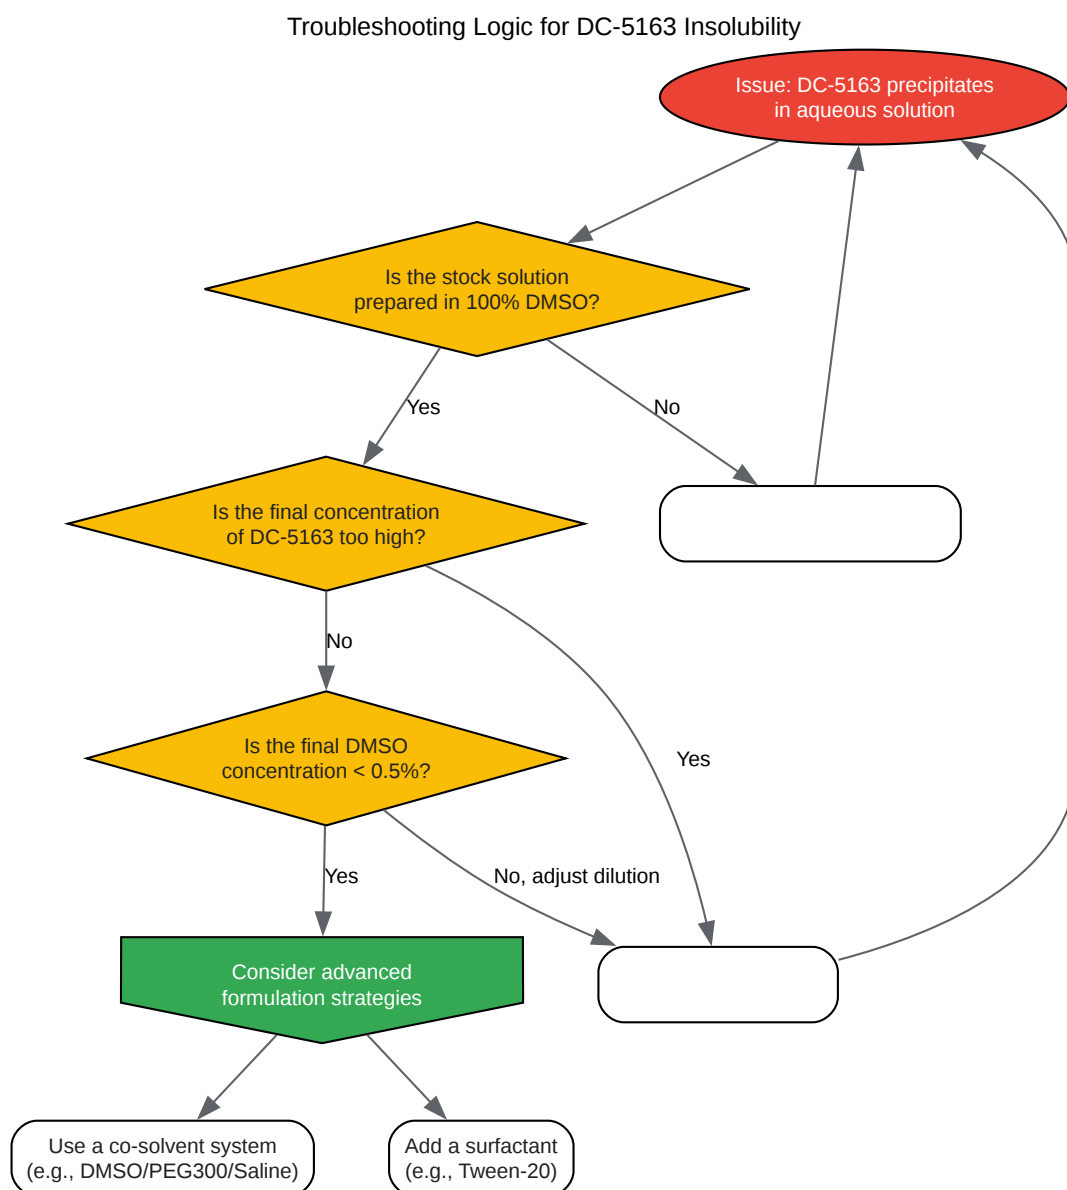 Troubleshooting Logic for DC-5163 Insolubility
Issue: DC-5163 precipitates
in aqueous solution
Is the stock solution
prepared in 100% DMSO?
Yes
No
Is the final concentration
of DC-5163 too high?
No
Is the final DMSO
concentration < 0.5%?
Yes
Yes
No, adjust dilution
Consider advanced
formulation strategies
Use a co-solvent system
(e.g., DMSO/PEG300/Saline)
Add a surfactant
(e.g., Tween-20)